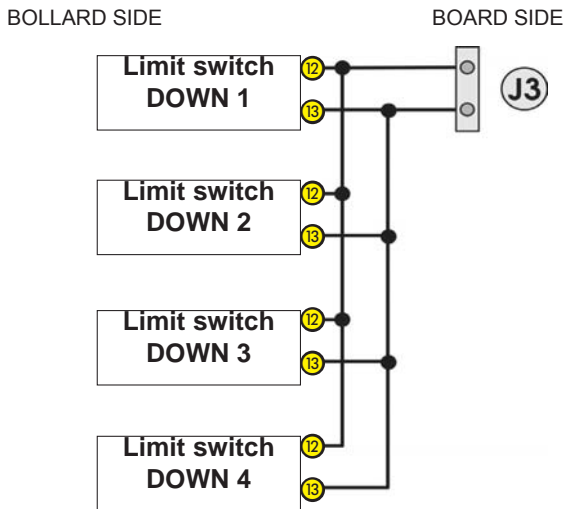 BOLLARD SIDE
BOARD SIDE
Limit switch
DOWN 1
12
13
J3
Limit switch
DOWN 2
12
13
Limit switch
DOWN 3
12
13
Limit switch
DOWN 4
12
13